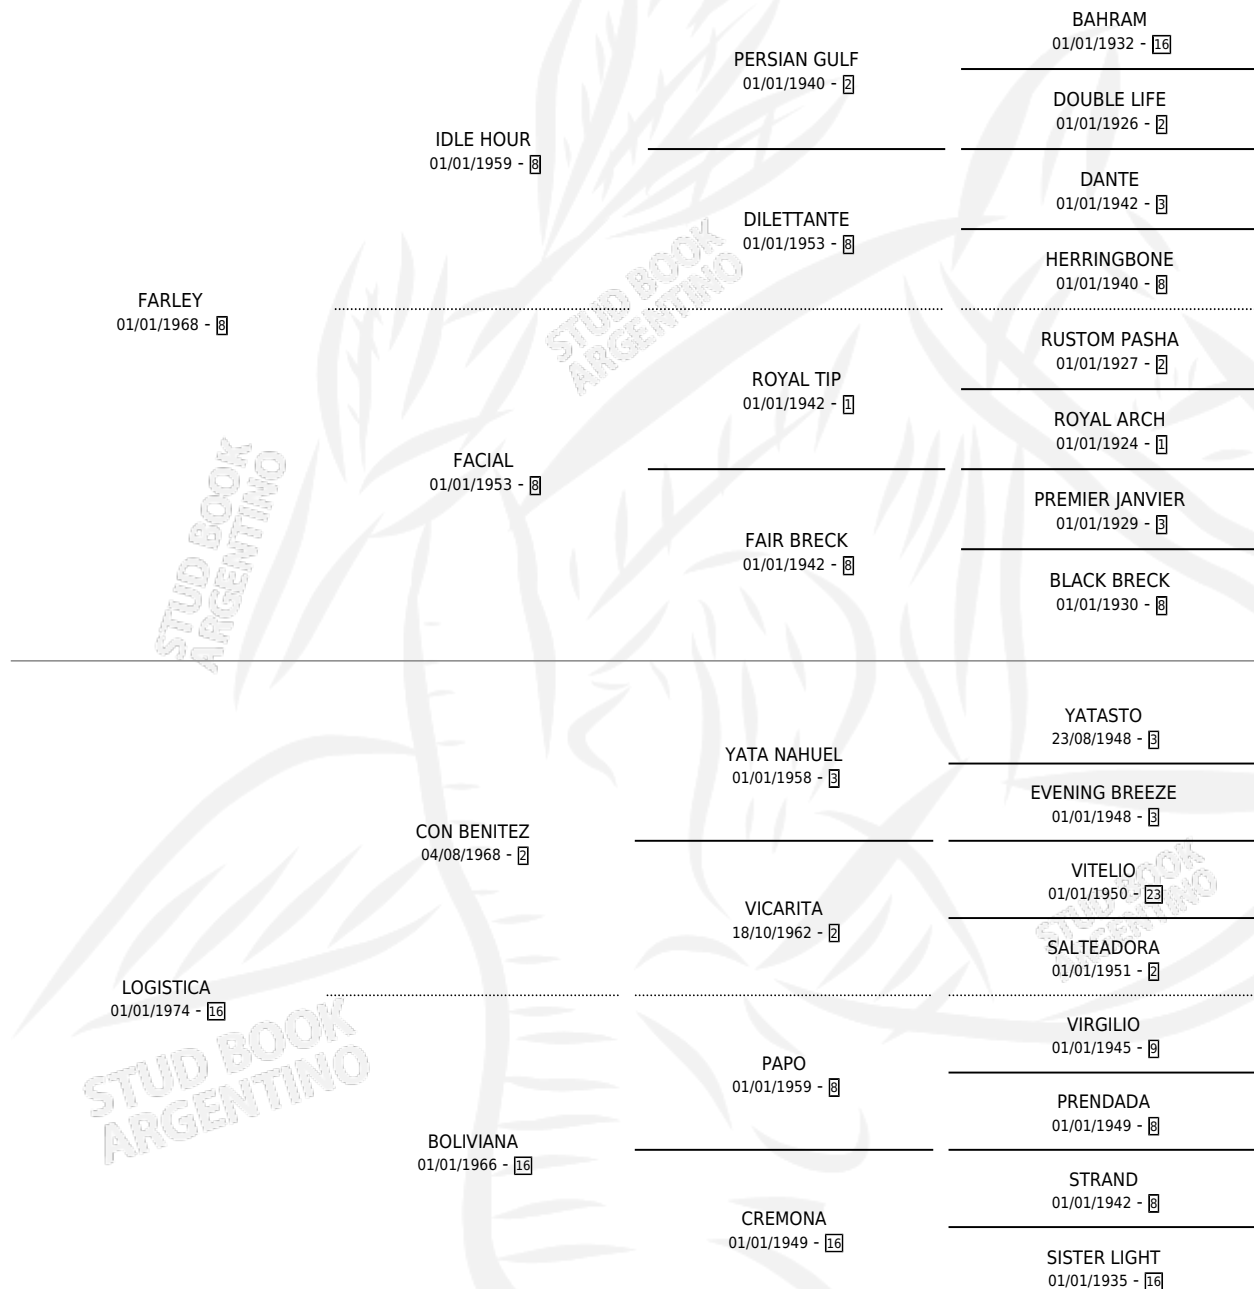 BAHRAM
01/01/1932 - 16
PERSIAN GULF
01/01/1940 - 2
DOUBLE LIFE
01/01/1926 - 2
IDLE HOUR
01/01/1959 - 8
DANTE
01/01/1942 - 3
DILETTANTE
01/01/1953 - 8
HERRINGBONE
01/01/1940 - 8
FARLEY
01/01/1968 - 8
RUSTOM PASHA
01/01/1927 - 2
ROYAL TIP
01/01/1942 - 1
ROYAL ARCH
01/01/1924 - 1
FACIAL
01/01/1953 - 8
PREMIER JANVIER
01/01/1929 - 3
FAIR BRECK
01/01/1942 - 8
BLACK BRECK
01/01/1930 - 8
YATASTO
23/08/1948 - 3
YATA NAHUEL
01/01/1958 - 3
EVENING BREEZE
01/01/1948 - 3
CON BENITEZ
04/08/1968 - 2
VITELIO
01/01/1950 - 23
VICARITA
18/10/1962 - 2
SALTEADORA
01/01/1951 - 2
LOGISTICA
01/01/1974 - 16
VIRGILIO
01/01/1945 - 9
PAPO
01/01/1959 - 8
PRENDADA
01/01/1949 - 8
BOLIVIANA
01/01/1966 - 16
STRAND
01/01/1942 - 8
CREMONA
01/01/1949 - 16
SISTER LIGHT
01/01/1935 - 16
STUD BOOK
ARGENTINO
STUD BOOK
ARGENTINO
STUD BOOK
ARGENTINO
STUD BOOK
ARGENTINO